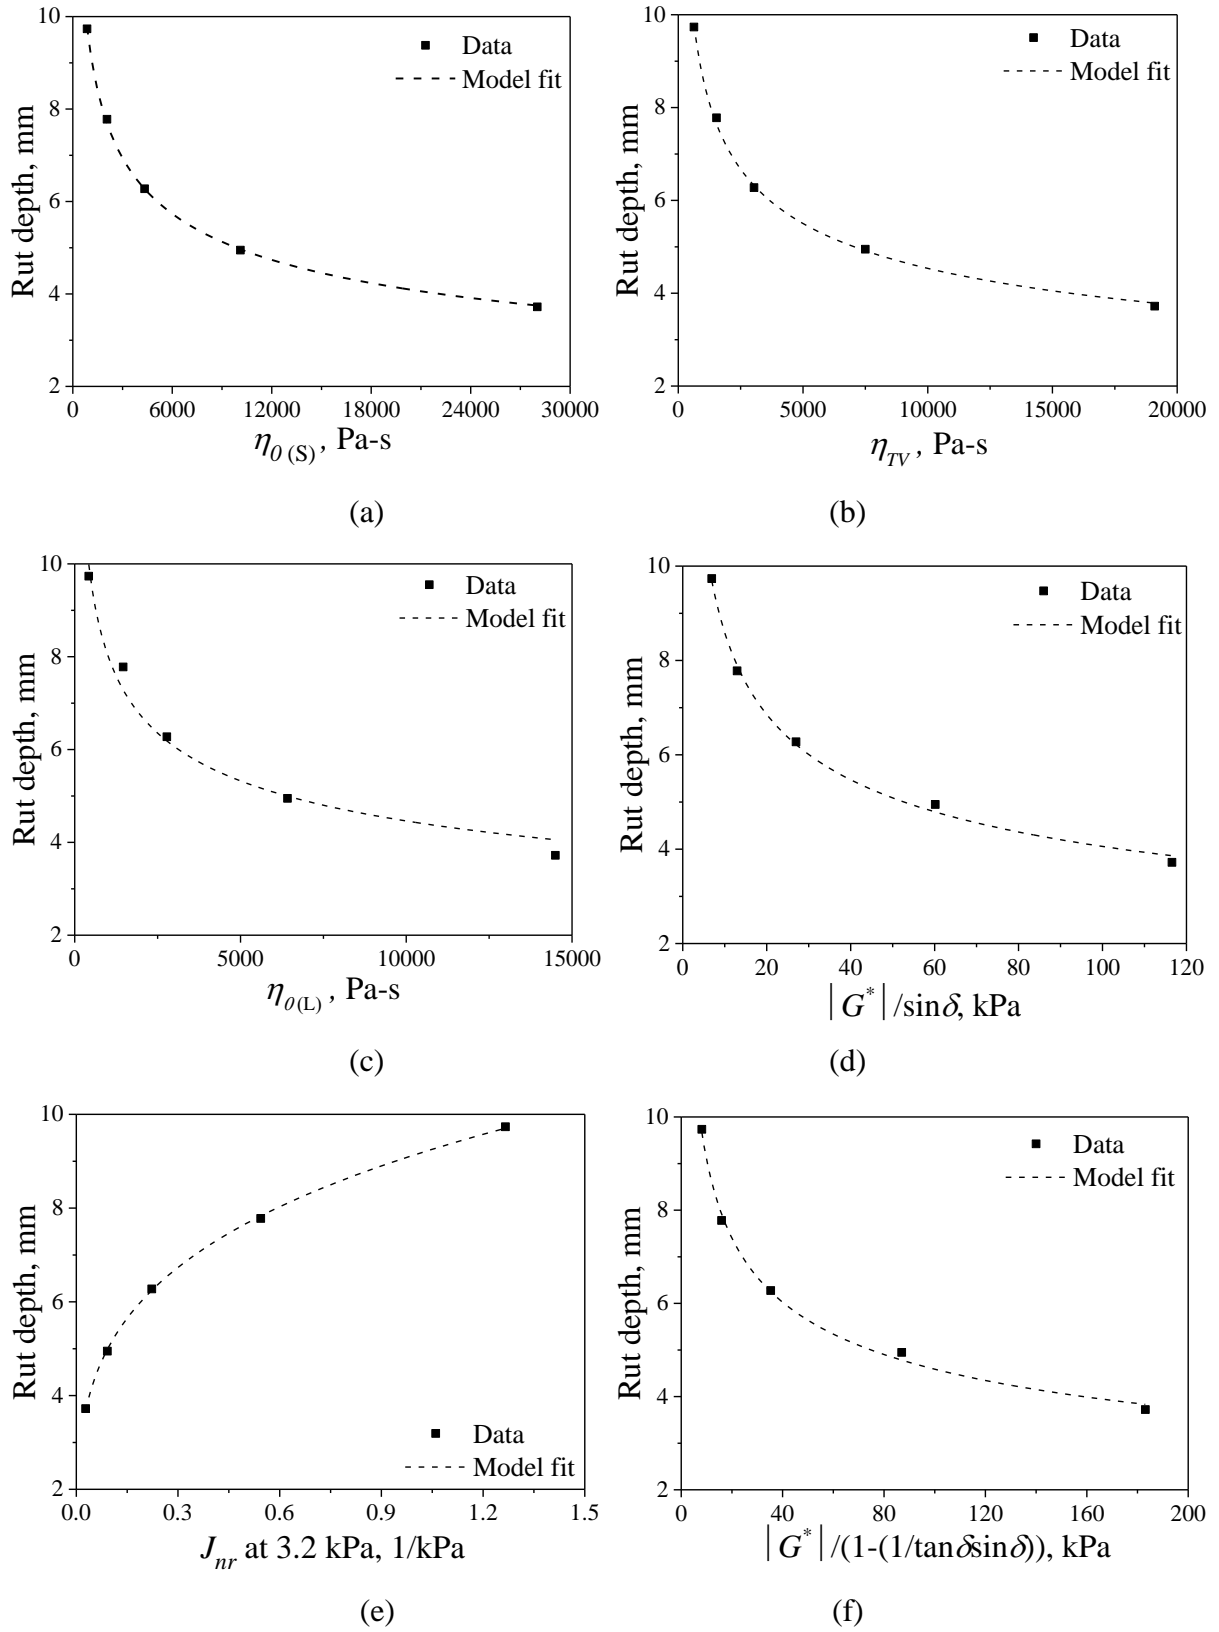 10
8
6
4
2
Rut depth, mm
Data
Model fit
0 6000 12000 18000 24000 30000
η0 (S), Pa-s
(a)
10
8
6
4
2
Rut depth, mm
Data
Model fit
0 5000 10000 15000 20000
ηTV, Pa-s
(b)
10
8
6
4
2
Rut depth, mm
Data
Model fit
0 5000 10000 15000
η0(L), Pa-s
(c)
10
8
6
4
2
Rut depth, mm
Data
Model fit
0 20 40 60 80 100 120
|G*|/sinδ, kPa
(d)
10
8
6
4
2
Rut depth, mm
Data
Model fit
0.0 0.3 0.6 0.9 1.2 1.5
Jnr at 3.2 kPa, 1/kPa
(e)
10
8
6
4
2
Rut depth, mm
Data
Model fit
0 40 80 120 160 200
|G*|/(1-(1/tanδsinδ)), kPa
(f)